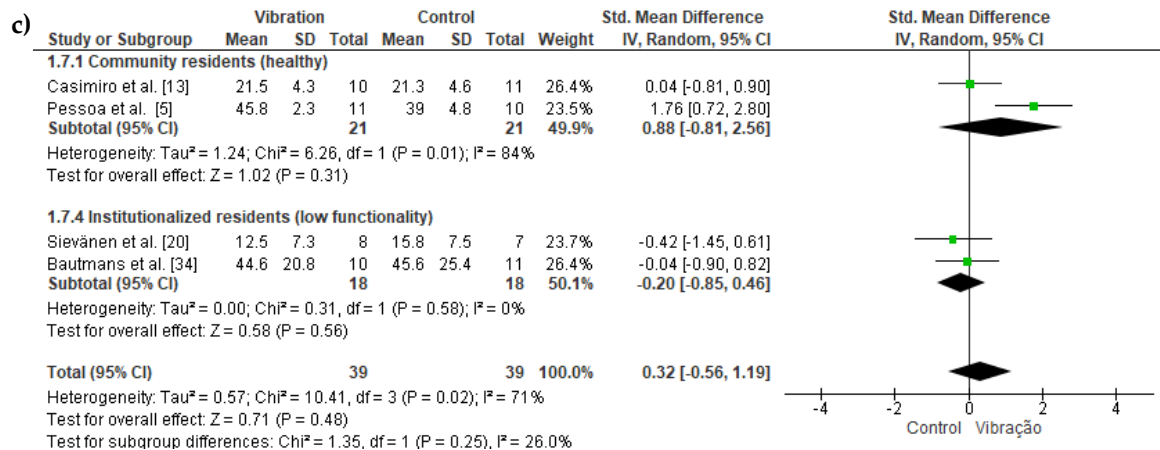 c)
Vibration Control Std. Mean Difference Std. Mean Difference
Study or Subgroup Mean SD Total Mean SD Total Weight IV, Random, 95% CI IV, Random, 95% CI
1.7.1 Community residents (healthy)
Casimiro et al. [13] 21.5 4.3 10 21.3 4.6 11 26.4% 0.04 [-0.81, 0.90]
Pessoa et al. [5] 45.8 2.3 11 39 4.8 10 23.5% 1.76 [0.72, 2.80]
Subtotal (95% CI) 21 21 49.9% 0.88 [-0.81, 2.56]
Heterogeneity: Tau² = 1.24; Chi² = 6.26, df = 1 (P = 0.01); I² = 84%
Test for overall effect: Z = 1.02 (P = 0.31)
1.7.4 Institutionalized residents (low functionality)
Sievänen et al. [20] 12.5 7.3 8 15.8 7.5 7 23.7% -0.42 [-1.45, 0.61]
Bautmans et al. [34] 44.6 20.8 10 45.6 25.4 11 26.4% -0.04 [-0.90, 0.82]
Subtotal (95% CI) 18 18 50.1% -0.20 [-0.85, 0.46]
Heterogeneity: Tau² = 0.00; Chi² = 0.31, df = 1 (P = 0.58); I² = 0%
Test for overall effect: Z = 0.58 (P = 0.56)
Total (95% CI) 39 39 100.0% 0.32 [-0.56, 1.19]
Heterogeneity: Tau² = 0.57; Chi² = 10.41, df = 3 (P = 0.02); I² = 71%
Test for overall effect: Z = 0.71 (P = 0.48)
Test for subgroup differences: Chi² = 1.35, df = 1 (P = 0.25), I² = 26.0%
-4 -2 0 2 4
Control Vibração